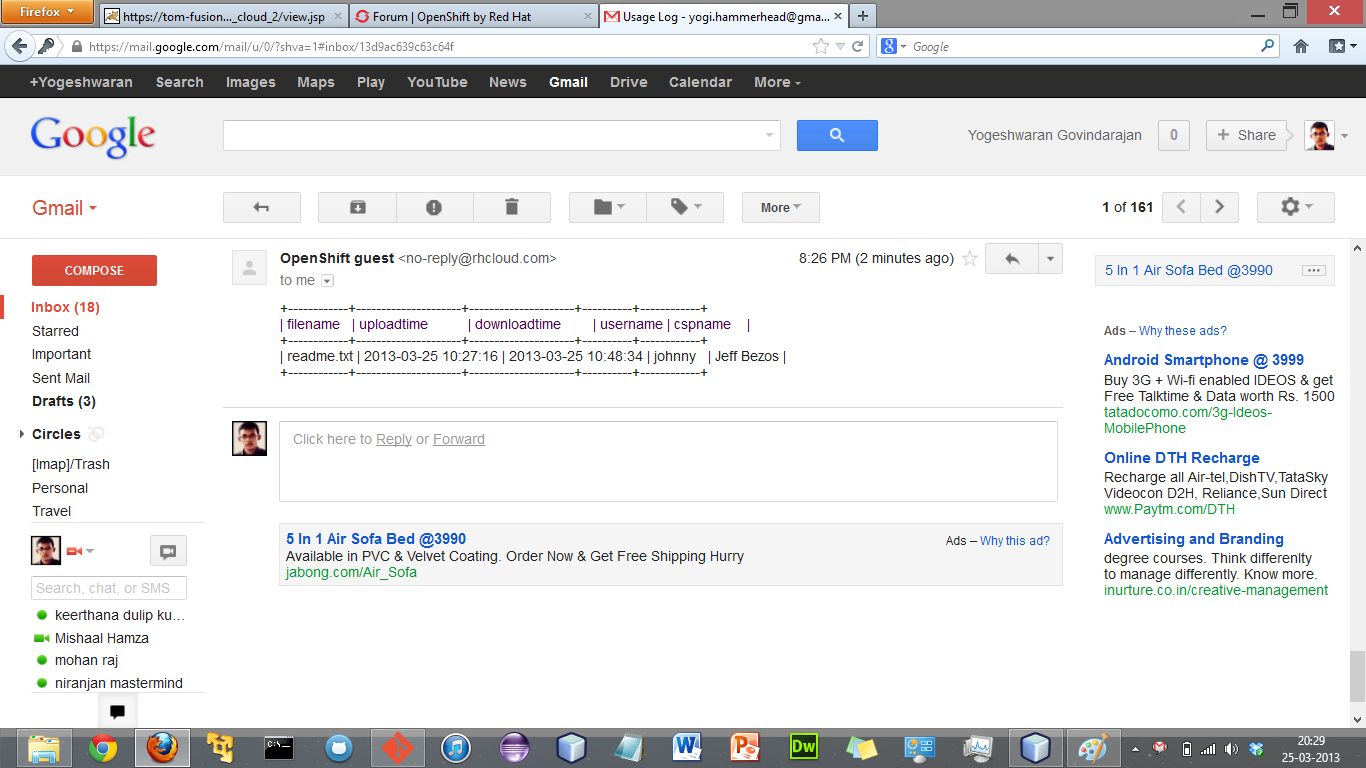 Firefox
https://tom-fusion..._cloud_2/view.jsp
Forum | OpenShift by Red Hat
Usage Log - yogi.hammerhead@gma...
https://mail.google.com/mail/u/0/?shva=1#inbox/13d9ac639c63c64f
Google
+Yogeshwaran Search Images Maps Play YouTube News Gmail Drive Calendar More
Google
Yogeshwaran Govindarajan
0
+ Share
Gmail
More
1 of 161
COMPOSE
Inbox (18)
Starred
Important
Sent Mail
Drafts (3)
Circles
[Imap]/Trash
Personal
Travel
Search, chat, or SMS
keerthana dulip ku...
Mishaal Hamza
mohan raj
niranjan mastermind
OpenShift guest <no-reply@rhcloud.com>
8:26 PM (2 minutes ago)
to me
+------------+---------------------+---------------------+----------+------------+
| filename | uploadtime | downloadtime | username | cspname |
+------------+---------------------+---------------------+----------+------------+
| readme.txt | 2013-03-25 10:27:16 | 2013-03-25 10:48:34 | johnny | Jeff Bezos |
+------------+---------------------+---------------------+----------+------------+
Click here to Reply or Forward
5 In 1 Air Sofa Bed @3990
Ads – Why this ad?
Available in PVC & Velvet Coating. Order Now & Get Free Shipping Hurry
jabong.com/Air_Sofa
5 In 1 Air Sofa Bed @3990
Ads – Why these ads?
Android Smartphone @ 3999
Buy 3G + Wi-fi enabled IDEOS & get
Free Talktime & Data worth Rs. 1500
tatadocomo.com/3g-Ideos-
MobilePhone
Online DTH Recharge
Recharge all Air-tel,DishTV,TataSky
Videocon D2H, Reliance,Sun Direct
www.Paytm.com/DTH
Advertising and Branding
degree courses. Think differenlty
to manage differently. Know more.
inurture.co.in/creative-management
C:\.
Dw
20:29
25-03-2013